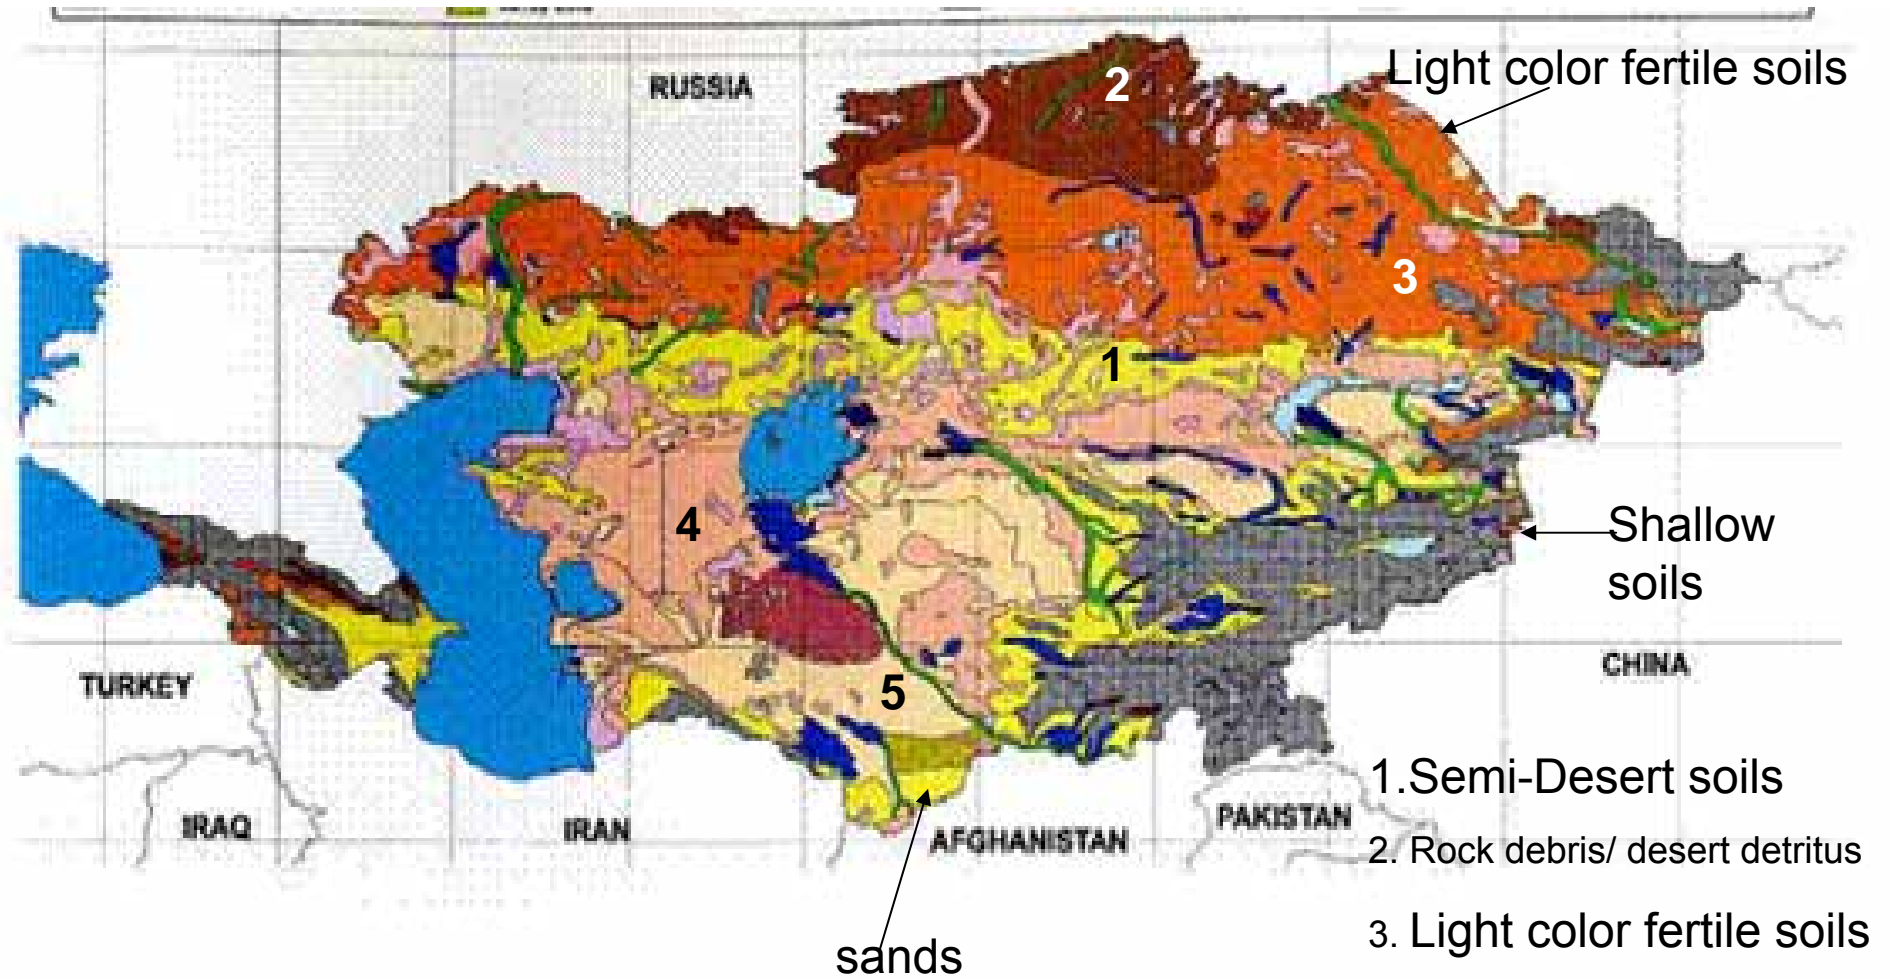 Light color fertile soils
RUSSIA
2
3
1
4
Shallow
soils
CHINA
TURKEY
5
1.Semi-Desert soils
PAKISTAN
IRAQ
IRAN
AFGHANISTAN
2. Rock debris/ desert detritus
3. Light color fertile soils
sands